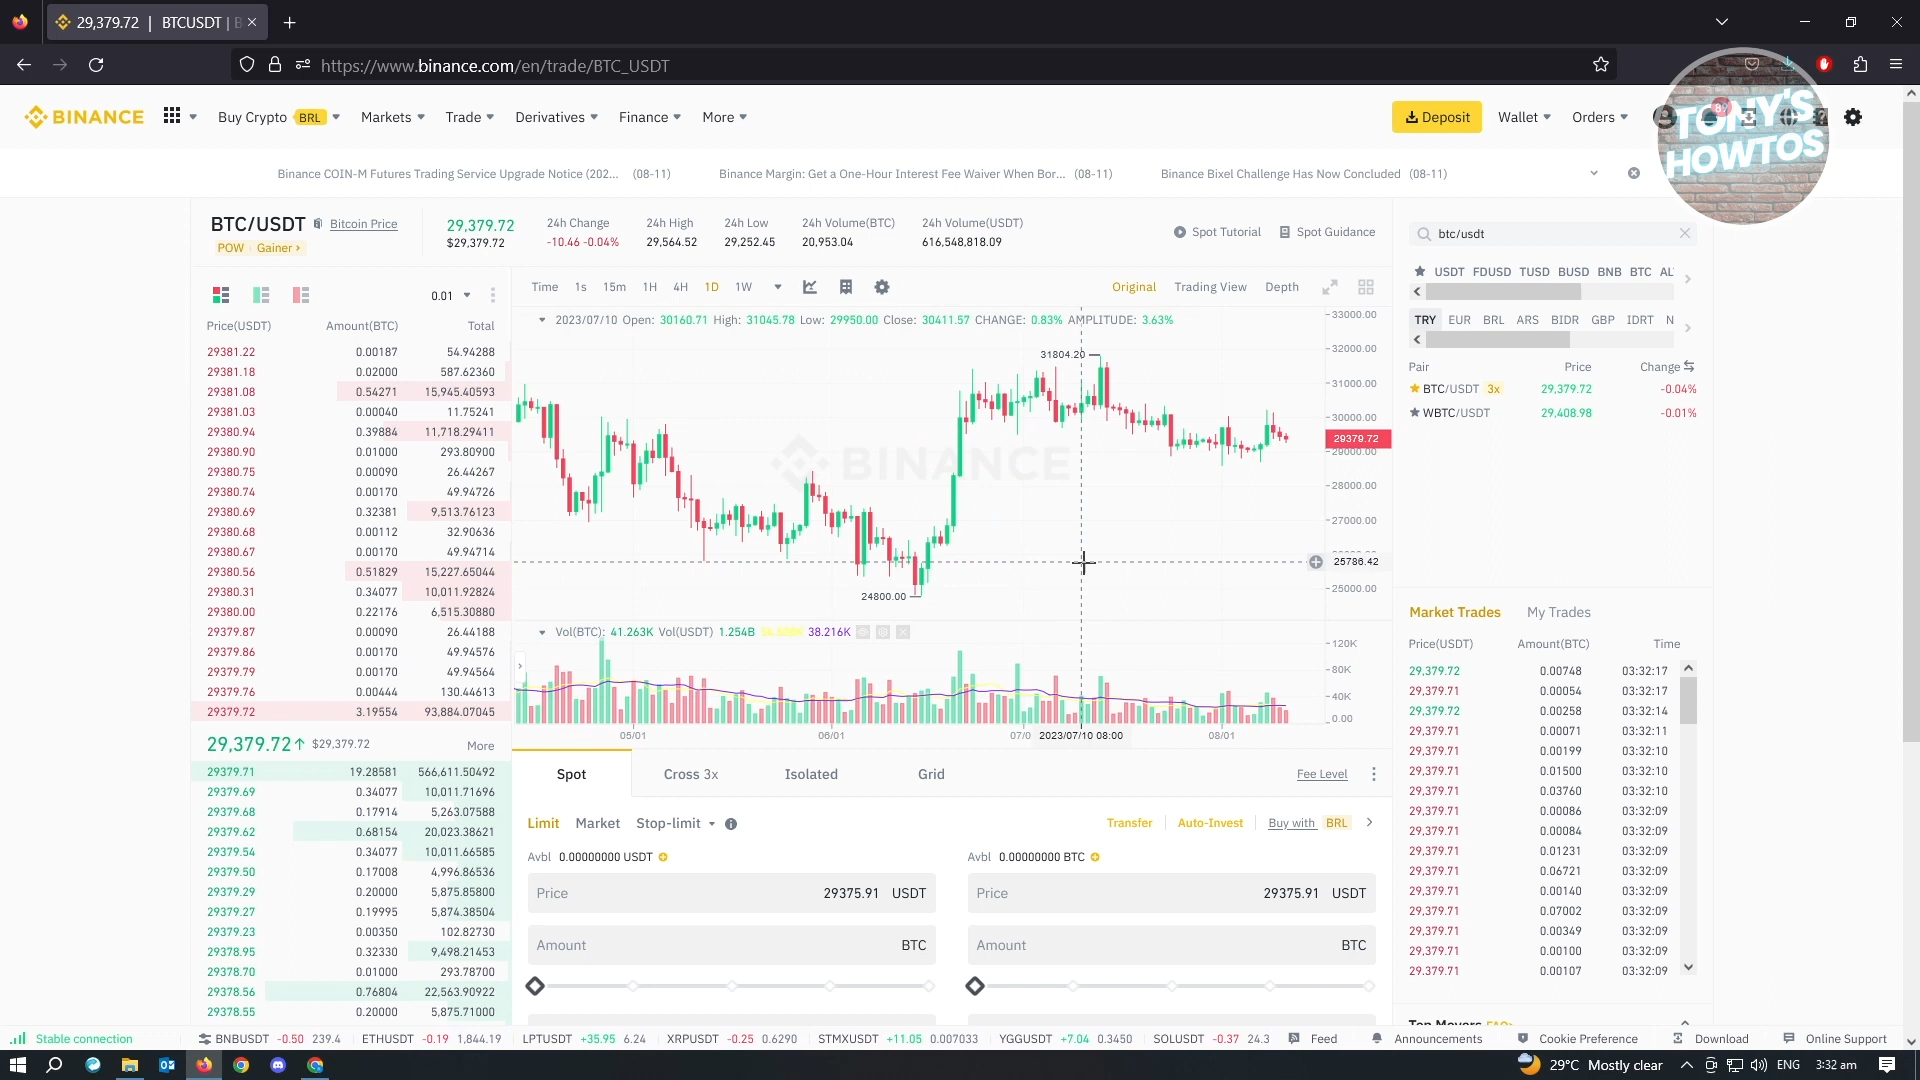 29,379.72 | BTCUSDT | B
https://www.binance.com/en/trade/BTC_USDT
BINANCE Buy Crypto BRL Markets Trade Derivatives Finance More Deposit Wallet Orders
TONY'S HOWTOS
Binance COIN-M Futures Trading Service Upgrade Notice (202... (08-11) Binance Margin: Get a One-Hour Interest Fee Waiver When Bor... (08-11) Binance Bixel Challenge Has Now Concluded (08-11)
BTC/USDT Bitcoin Price
POW Gainer
29,379.72
$29,379.72
24h Change 24h High 24h Low 24h Volume(BTC) 24h Volume(USDT)
-10.46 -0.04% 29,564.52 29,252.45 20,953.04 616,548,818.09
Spot Tutorial Spot Guidance
0.01
Price(USDT) Amount(BTC) Total
29381.22 0.00187 54.94288
29381.18 0.02000 587.62360
29381.08 0.54271 15,945.40593
29381.03 0.00040 11.75241
29380.94 0.39884 11,718.29411
29380.90 0.01000 293.80900
29380.75 0.00090 26.44267
29380.74 0.00170 49.94726
29380.69 0.32381 9,513.76123
29380.68 0.00112 32.90636
29380.67 0.00170 49.94714
29380.56 0.51829 15,227.65044
29380.31 0.34077 10,011.92824
29380.00 0.22176 6,515.30880
29379.87 0.00090 26.44188
29379.86 0.00170 49.94576
29379.79 0.00170 49.94564
29379.76 0.00444 130.44613
29379.72 3.19554 93,884.07045
29,379.72 $29,379.72 More
29379.71 19.28581 566,611.50492
29379.69 0.34077 10,011.71696
29379.68 0.17914 5,263.07588
29379.62 0.68154 20,023.38621
29379.54 0.34077 10,011.66585
29379.50 0.17008 4,996.86536
29379.29 0.20000 5,875.85800
29379.27 0.19995 5,874.38504
29379.23 0.00350 102.82730
29378.95 0.32330 9,498.21453
29378.70 0.01000 293.78700
29378.56 0.76804 22,563.90922
29378.55 0.20000 5,875.71000
Time 1s 15m 1H 4H 1D 1W Original Trading View Depth
2023/07/10 Open: 30160.71 High: 31045.78 Low: 29950.00 Close: 30411.57 CHANGE: 0.83% AMPLITUDE: 3.63%
33000.00
32000.00
31000.00
30000.00
29379.72
29000.00
28000.00
27000.00
25786.42
25000.00
31804.20
BINANCE
24800.00
Vol(BTC): 41.263K Vol(USDT) 1.254B 38.216K
120K
80K
40K
0.00
05/01 06/01 07/0 2023/07/10 08:00 08/01
Spot Cross 3x Isolated Grid Fee Level
Limit Market Stop-limit Transfer Auto-Invest Buy with BRL
Avbl 0.00000000 USDT Avbl 0.00000000 BTC
Price 29375.91 USDT Price 29375.91 USDT
Amount BTC Amount BTC
btc/usdt
USDT FDUSD TUSD BUSD BNB BTC AL
TRY EUR BRL ARS BIDR GBP IDRT N
Pair Price Change
BTC/USDT 3x 29,379.72 -0.04%
WBTC/USDT 29,408.98 -0.01%
Market Trades My Trades
Price(USDT) Amount(BTC) Time
29,379.72 0.00748 03:32:17
29,379.71 0.00054 03:32:17
29,379.72 0.00258 03:32:14
29,379.71 0.00071 03:32:11
29,379.71 0.00199 03:32:10
29,379.71 0.01500 03:32:10
29,379.71 0.03760 03:32:10
29,379.71 0.00086 03:32:09
29,379.71 0.00084 03:32:09
29,379.71 0.01231 03:32:09
29,379.71 0.06721 03:32:09
29,379.71 0.00140 03:32:09
29,379.71 0.07002 03:32:09
29,379.71 0.00349 03:32:09
29,379.71 0.00100 03:32:09
29,379.71 0.00107 03:32:09
Top Movers FAQ
Stable connection BNBUSDT -0.50 239.4 ETHUSDT -0.19 1,844.19 LPTUSDT +35.95 6.24 XRPUSDT -0.25 0.6290 STMXUSDT +11.05 0.007033 YGGUSDT +7.04 0.3450 SOLUSDT -0.37 24.3 Feed Announcements Cookie Preference Download Online Support
29°C Mostly clear ENG 3:32 am